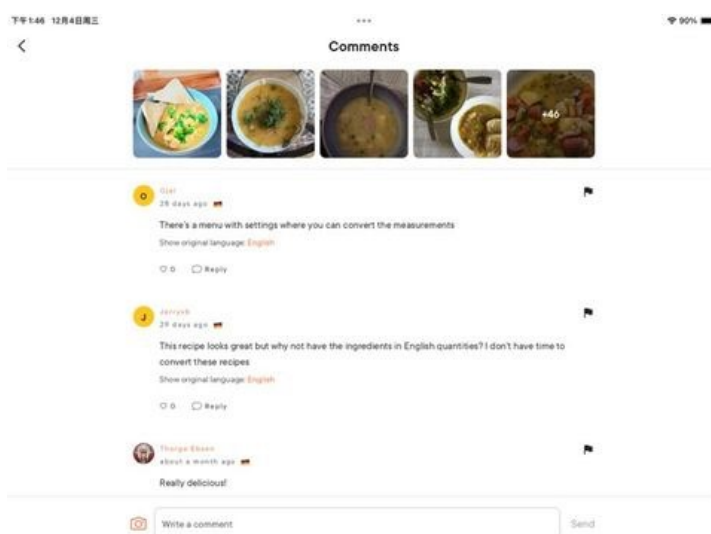 下午1:46 12月4日周三
90%
Comments
+46
O
Ojal
28 days ago
There's a menu with settings where you can convert the measurements
Show original language: English
0 Reply
J
Jerryxb
29 days ago
This recipe looks great but why not have the ingredients in English quantities? I don't have time to
convert these recipes
Show original language: English
0 Reply
about a month ago
Really delicious!
Write a comment
Send